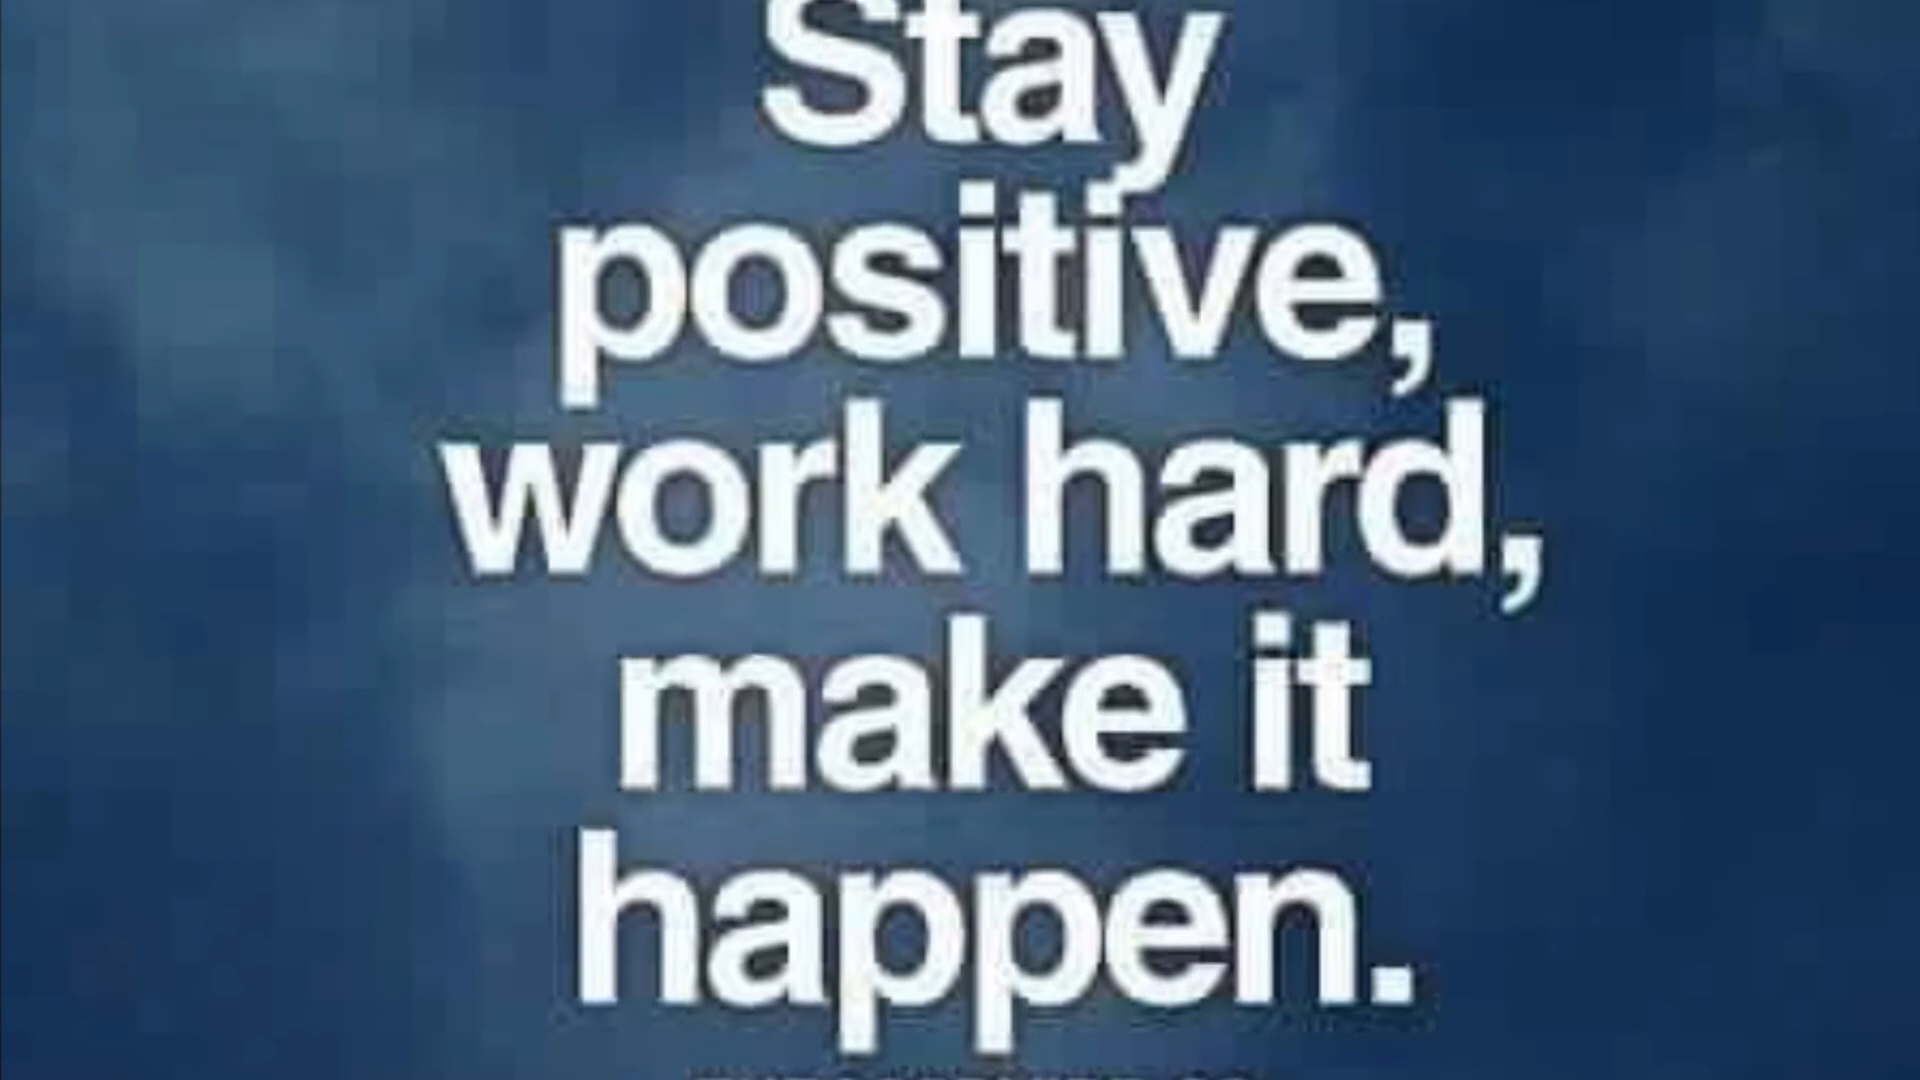 Stay
positive,
work hard,
make it
happen.